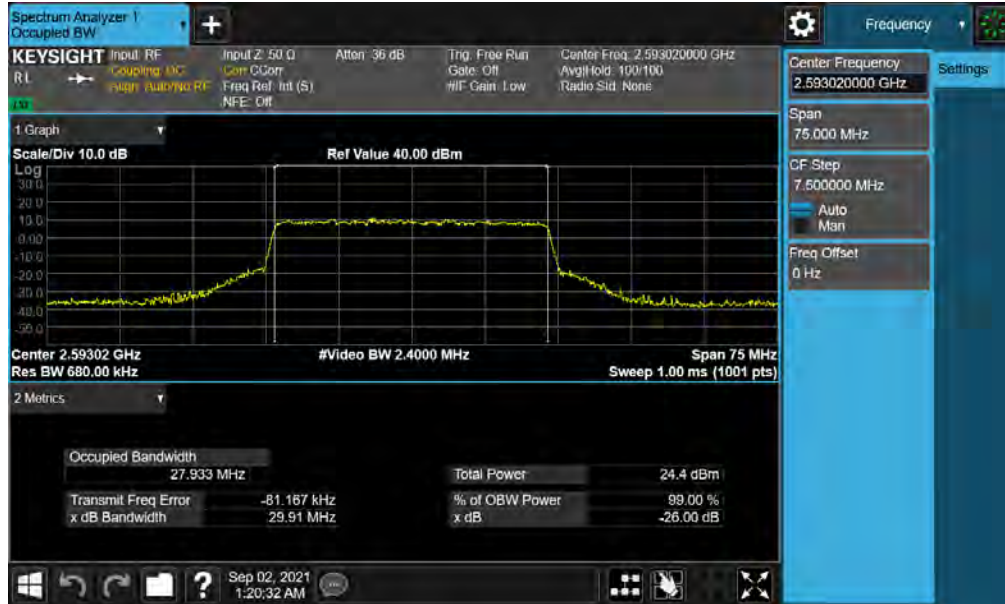 Spectrum Analyzer 1
Occupied BW
+
Frequency
KEYSIGHT Input: RF
R L
Coupling: DC
Align: Auto/No RF
Input Z: 50 Ω
Corr CCorr
Freq Ref: Int (S)
NFE: Off
Atten: 36 dB
Trig: Free Run
Gate: Off
#IF Gain: Low
Center Freq: 2.593020000 GHz
Avg|Hold: 100/100
Radio Std: None
Center Frequency
2.593020000 GHz
Settings
Span
75.000 MHz
CF Step
7.500000 MHz
Auto
Man
Freq Offset
0 Hz
1 Graph
Scale/Div 10.0 dB
Ref Value 40.00 dBm
Log
30.0
20.0
10.0
0.00
-10.0
-20.0
-30.0
-40.0
-50.0
Center 2.59302 GHz
#Video BW 2.4000 MHz
Span 75 MHz
Res BW 680.00 kHz
Sweep 1.00 ms (1001 pts)
2 Metrics
Occupied Bandwidth
27.933 MHz
Total Power
24.4 dBm
Transmit Freq Error
-81.167 kHz
% of OBW Power
99.00 %
x dB Bandwidth
29.91 MHz
x dB
-26.00 dB
?
Sep 02, 2021
1:20:32 AM